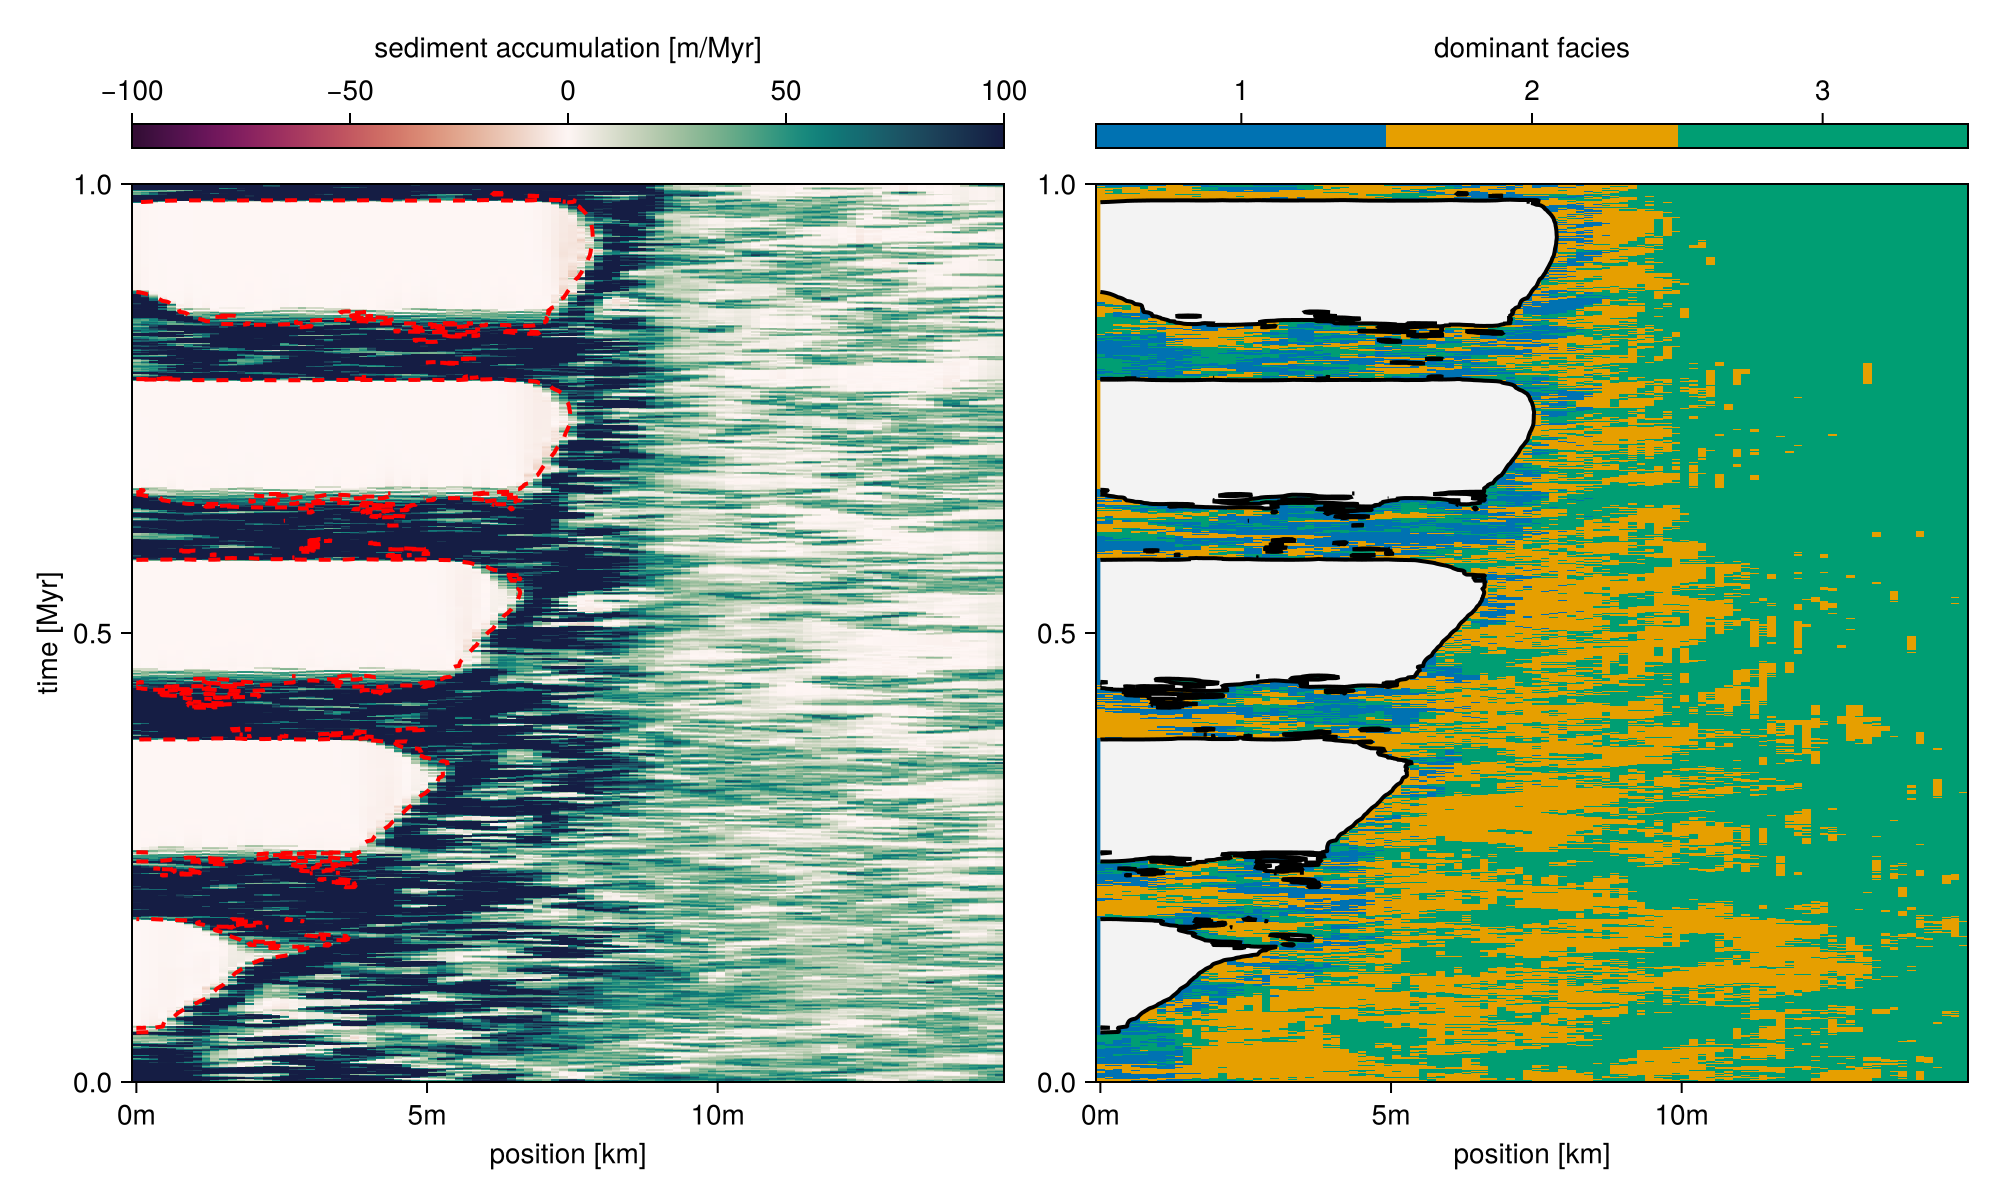 sediment accumulation [m/Myr]
−100 −50 0 50 100
1.0
0.5
0.0
time [Myr]
0m 5m 10m
position [km]
dominant facies
1 2 3
1.0
0.5
0.0
0m 5m 10m
position [km]